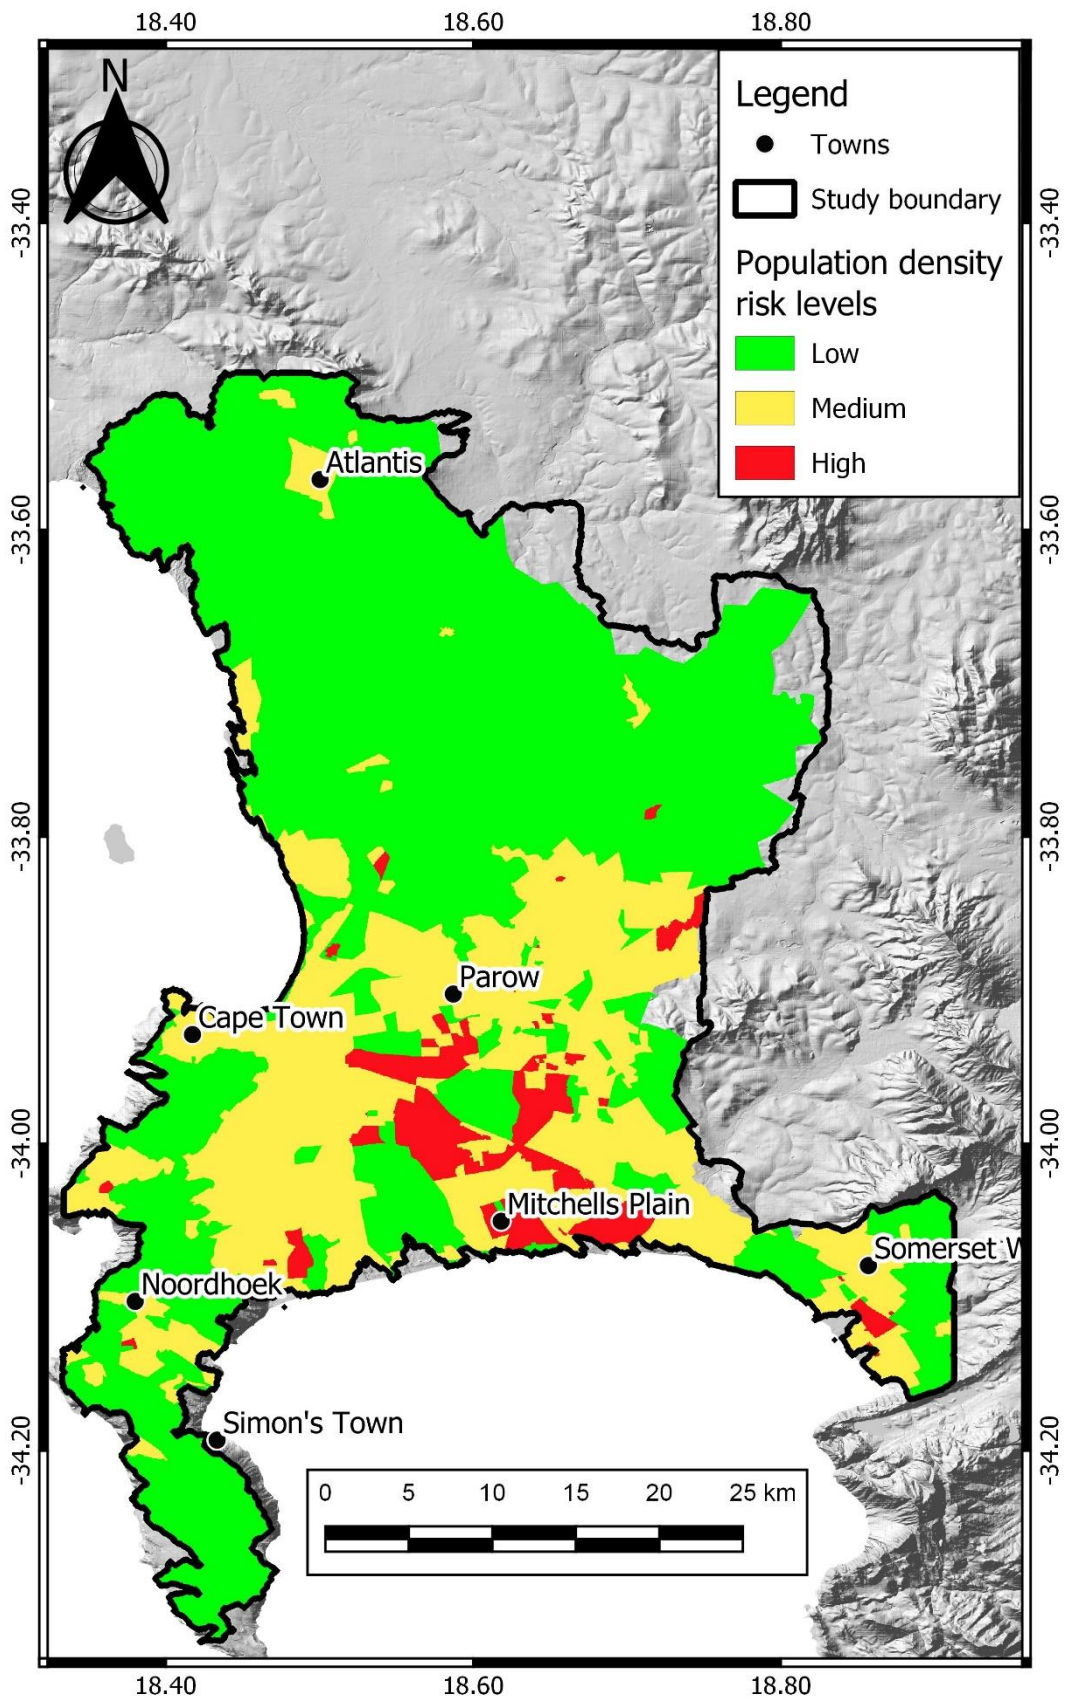 18.40 18.60 18.80
N
Legend
Towns
Study boundary
Population density
risk levels
Low
Medium
High
-33.40 -33.40
Atlantis
-33.60 -33.60
-33.80 -33.80
Parow
Cape Town
-34.00 -34.00
Mitchells Plain
Somerset W
Noordhoek
Simon's Town
-34.20 -34.20
0 5 10 15 20 25 km
18.40 18.60 18.80